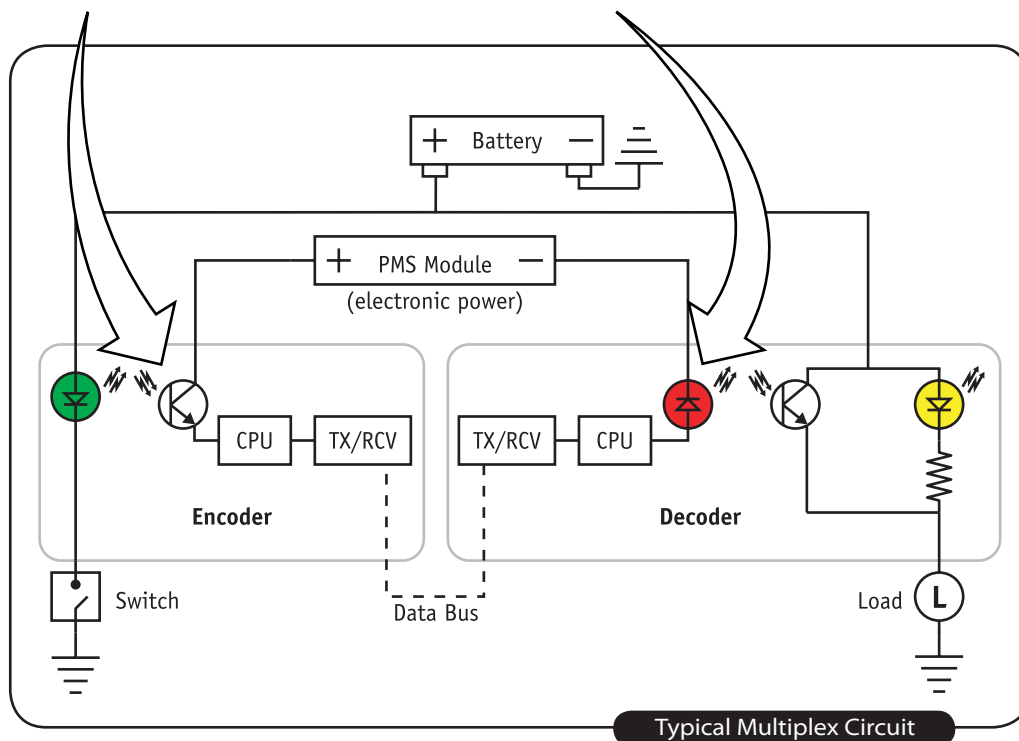 + Battery −
+ PMS Module −
(electronic power)
CPU
TX/RCV
TX/RCV
CPU
Encoder
Decoder
Switch
Data Bus
Load
L
Typical Multiplex Circuit